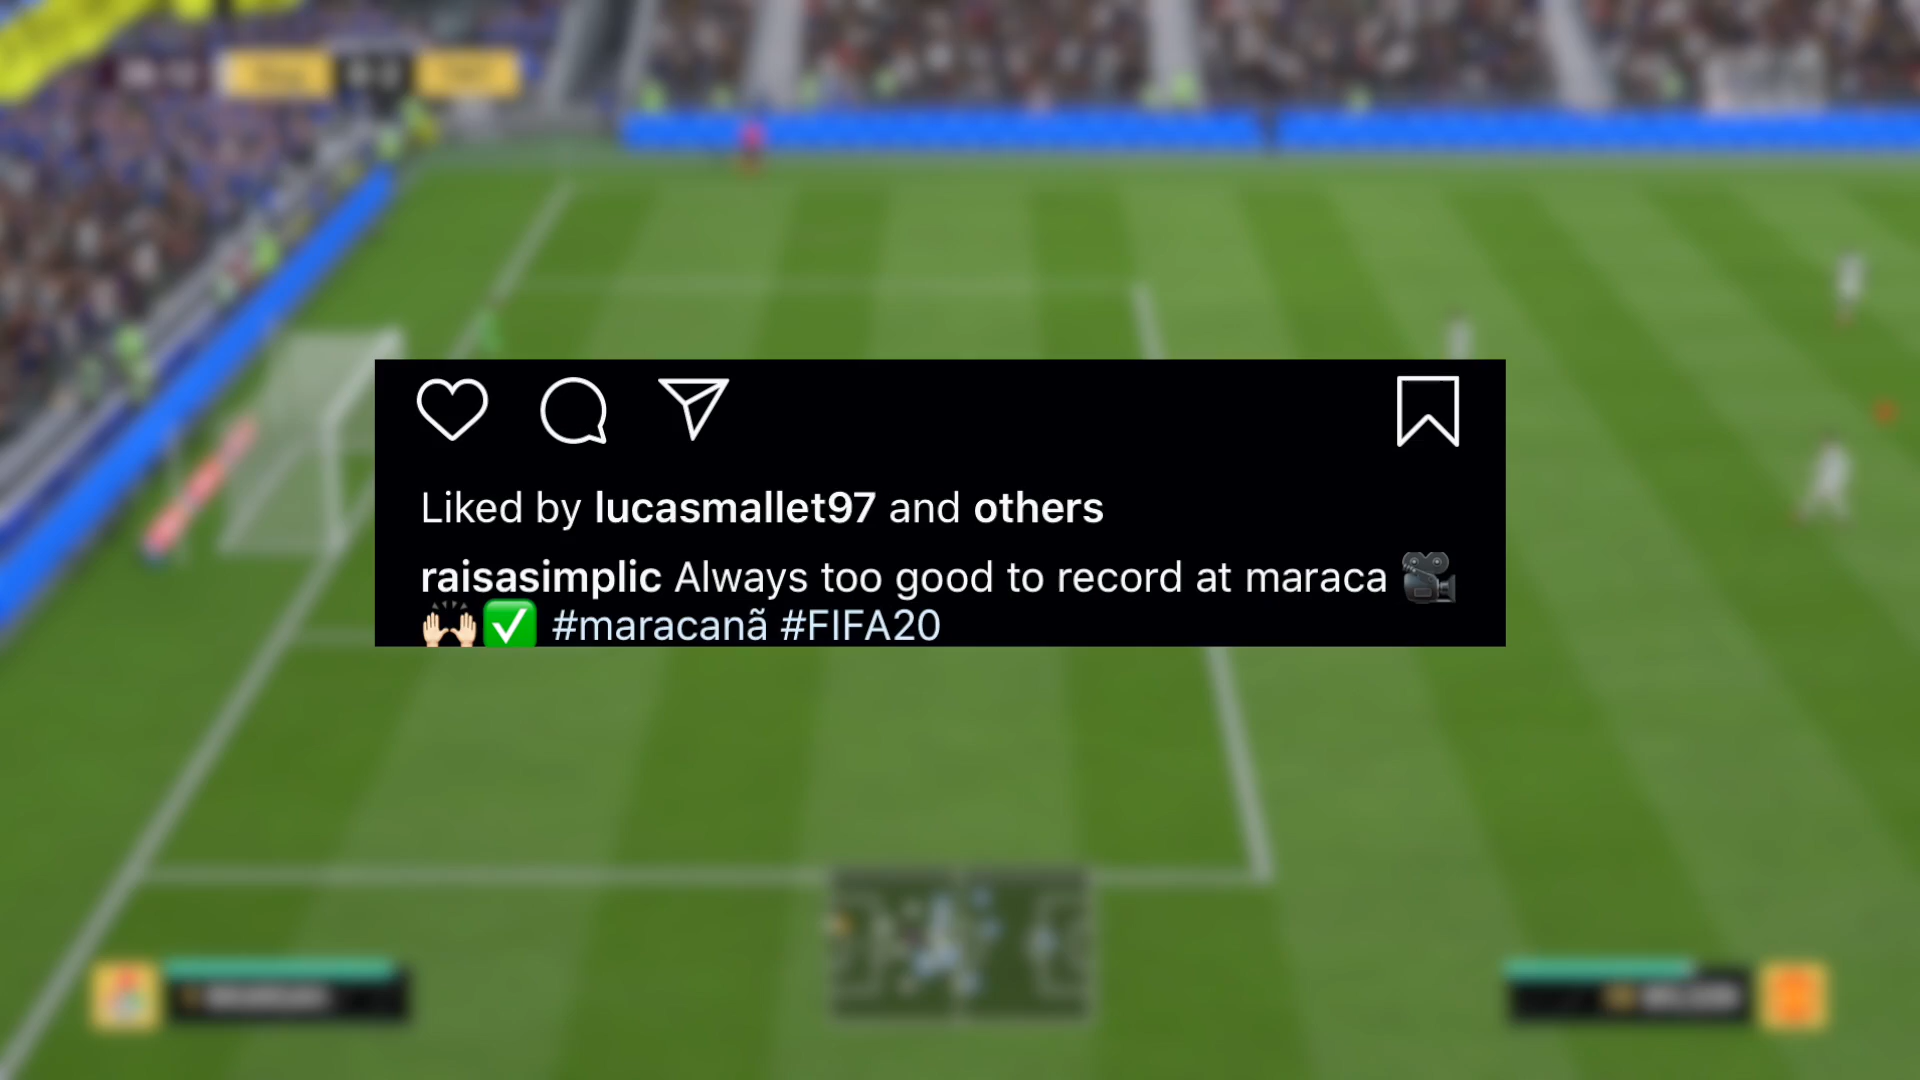 Liked by lucasmallet97 and others
raisasimplic Always too good to record at maraca 🎥
🙌🏻✅ #maracanã #FIFA20